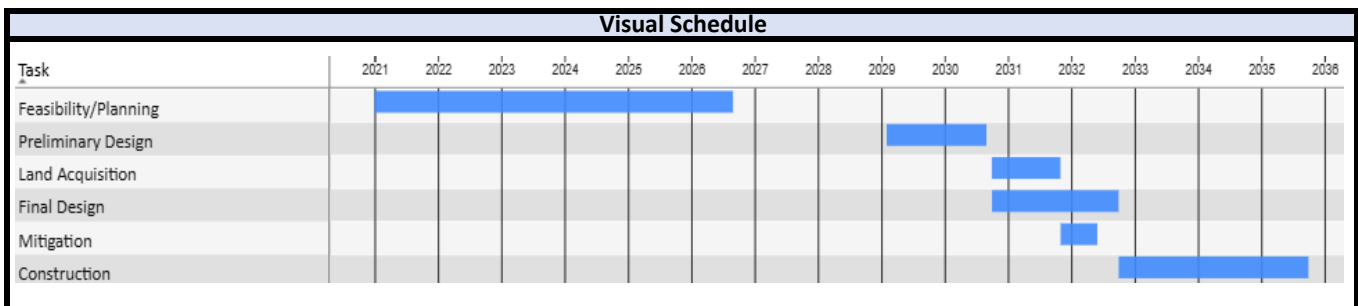 Visual Schedule
Task 2021 2022 2023 2024 2025 2026 2027 2028 2029 2030 2031 2032 2033 2034 2035 2036
Feasibility/Planning
Preliminary Design
Land Acquisition
Final Design
Mitigation
Construction